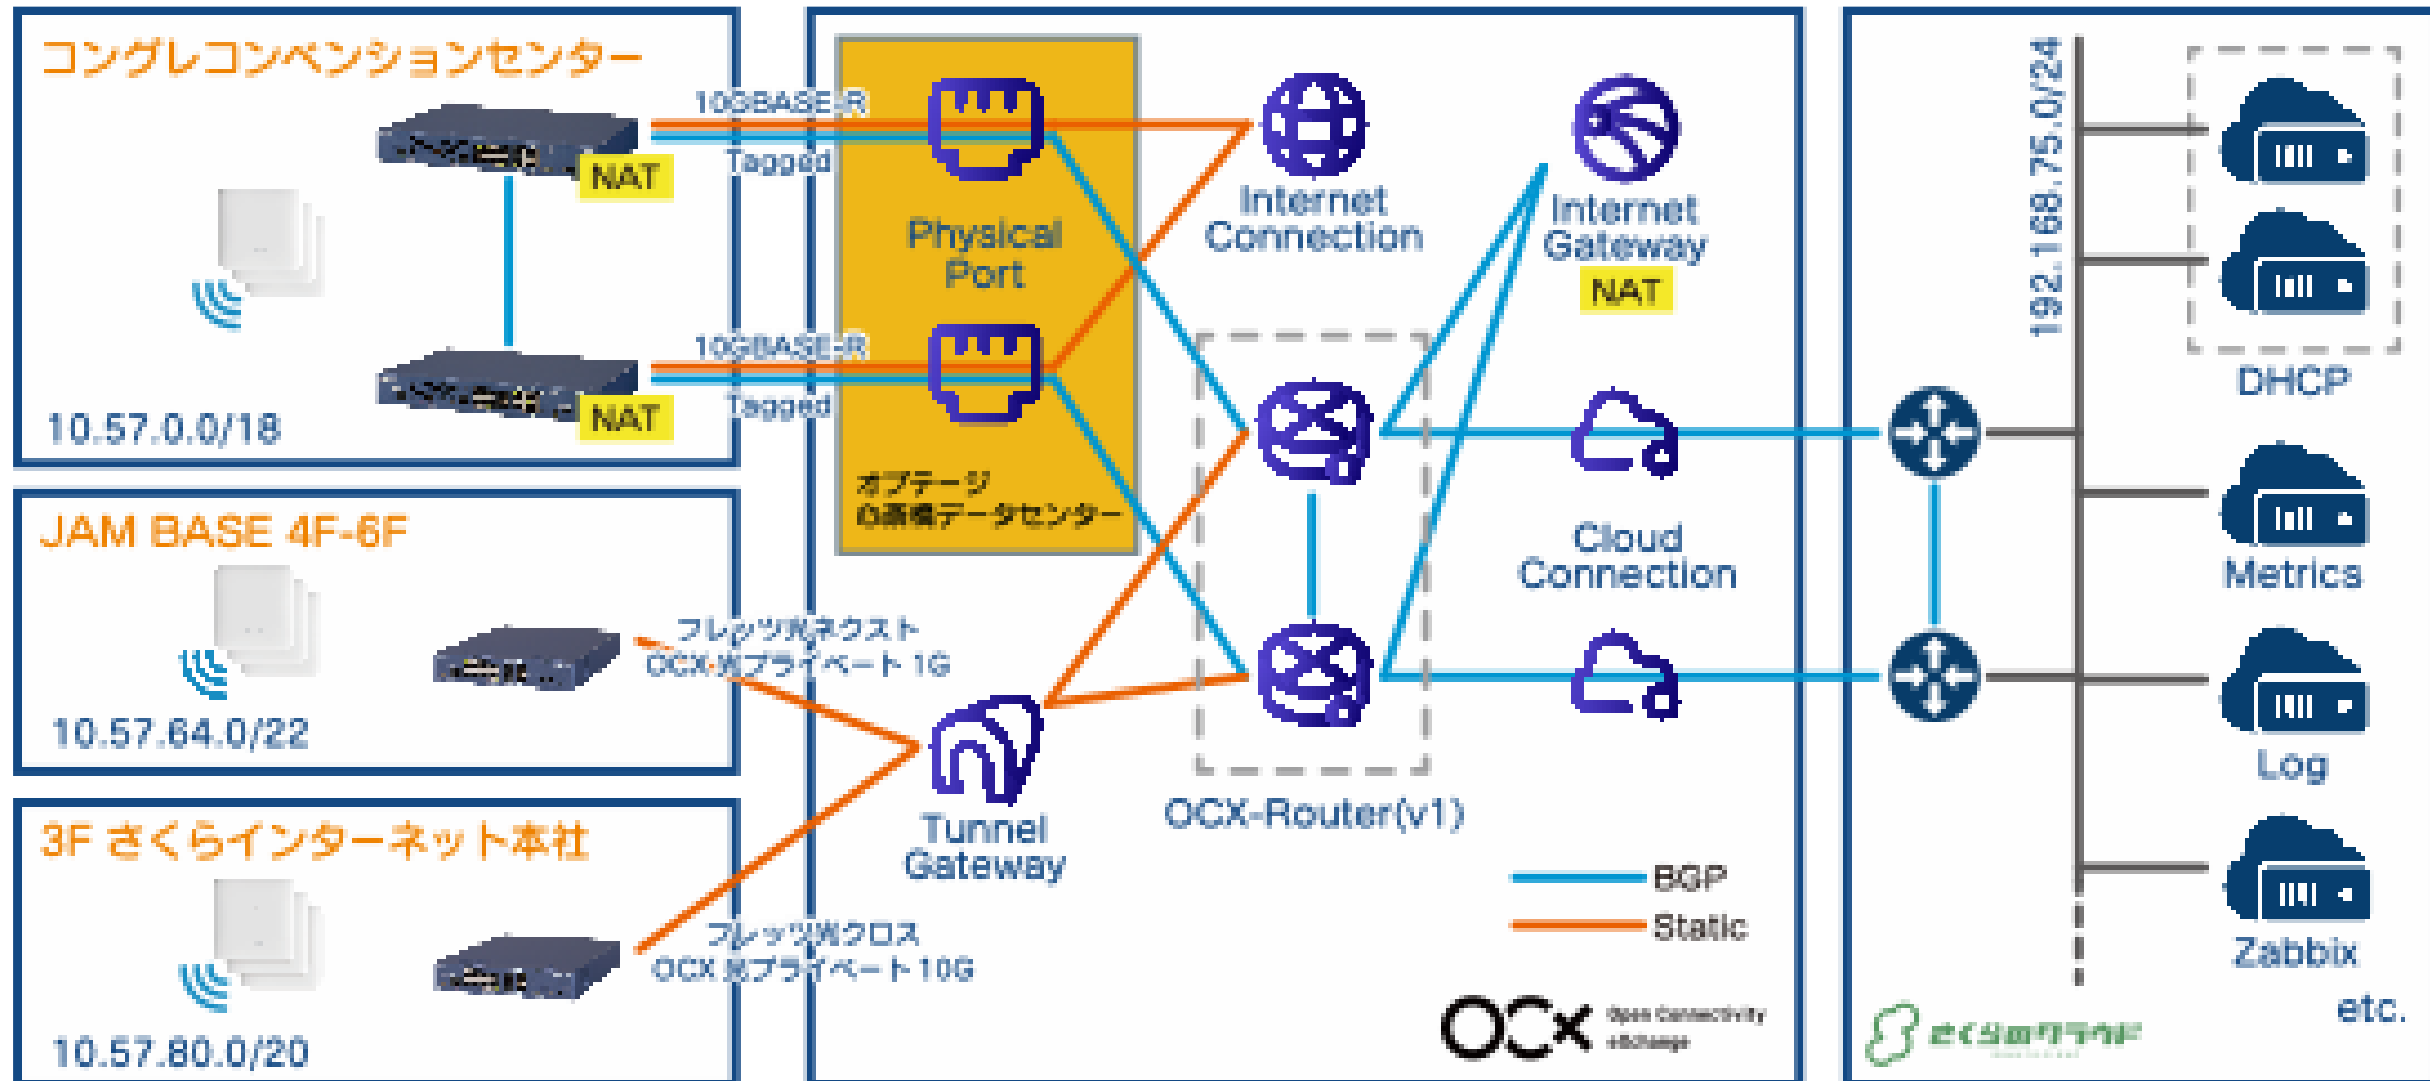 コングレコンベンションセンター
10GBASE-R
Tagged
NAT
10GBASE-R
Tagged
NAT
10.57.0.0/18
JAM BASE 4F-6F
フレッツ光ネクスト
OCX光プライベート 1G
10.57.64.0/22
3F さくらインターネット本社
フレッツ光クロス
OCX光プライベート 10G
10.57.80.0/20
Physical
Port
オプテージ
心斎橋データセンター
Internet
Connection
Internet
Gateway
NAT
Cloud
Connection
OCX-Router(v1)
Tunnel
Gateway
BGP
Static
OCX
Open Connectivity
eXchange
192.168.75.0/24
DHCP
Metrics
Log
Zabbix
etc.
さくらのクラウド